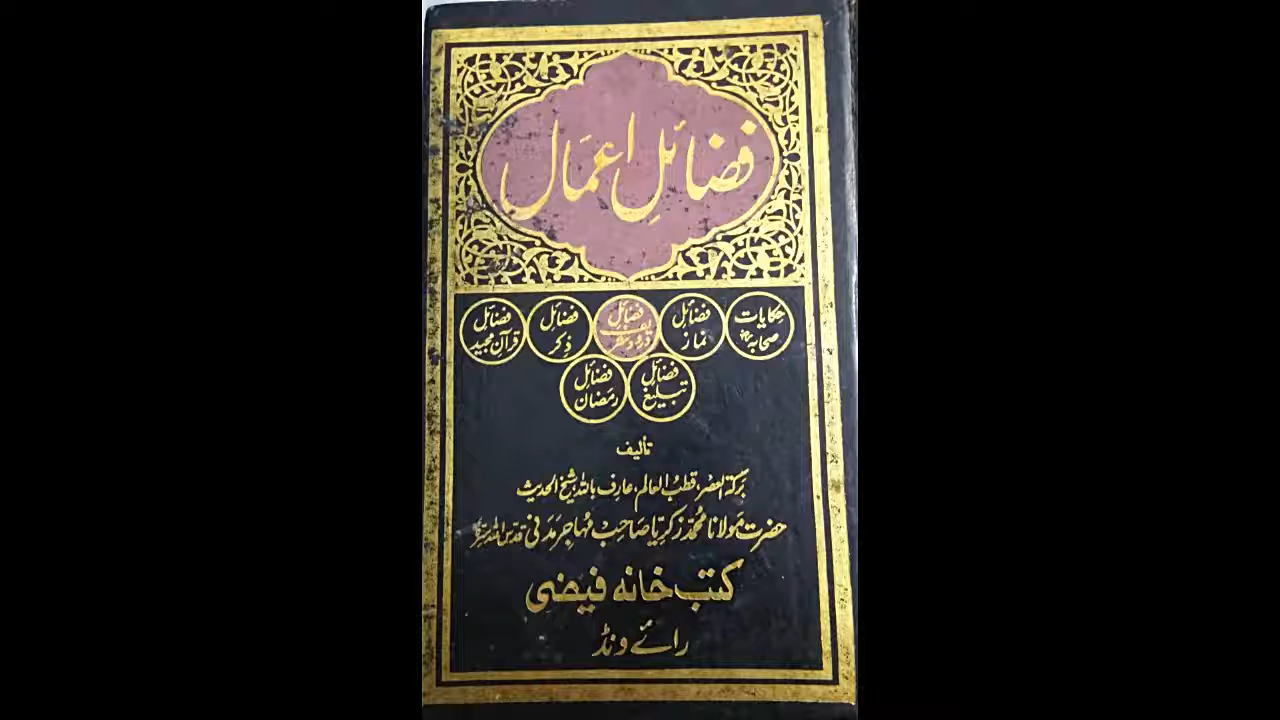 فضائلِ اعمال
حکایات صحابہؓ
فضائل نماز
فضائل درود شریف
فضائل ذکر
فضائل قرآن مجید
فضائل تبلیغ
فضائل رمضان
تالیف
برکۃ العصر، قطب العالم، عارف باللہ شیخ الحدیث
حضرت مولانا محمد زکریا صاحب مہاجر مدنی قدس اللہ سرہ
کتب خانہ فیضی
رائے ونڈ